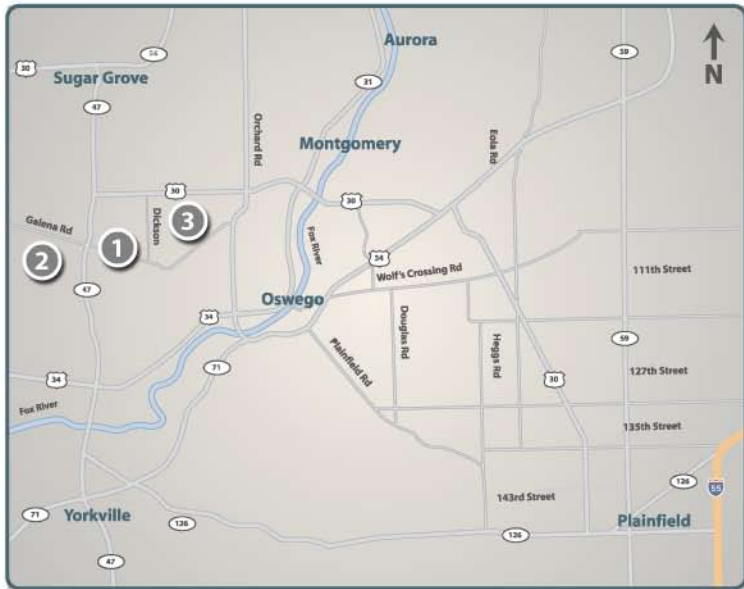 Aurora
56
59
30
Sugar Grove
N
31
47
Orchard Rd
Montgomery
Eola Rd
30
Dickson
30
Galena Rd
3
1
2
Fox River
34
Wolf's Crossing Rd
111th Street
47
Oswego
34
Douglas Rd
Heggs Rd
59
Plainfield Rd
71
127th Street
34
30
Fox River
135th Street
126
55
143rd Street
71
Yorkville
126
Plainfield
126
47